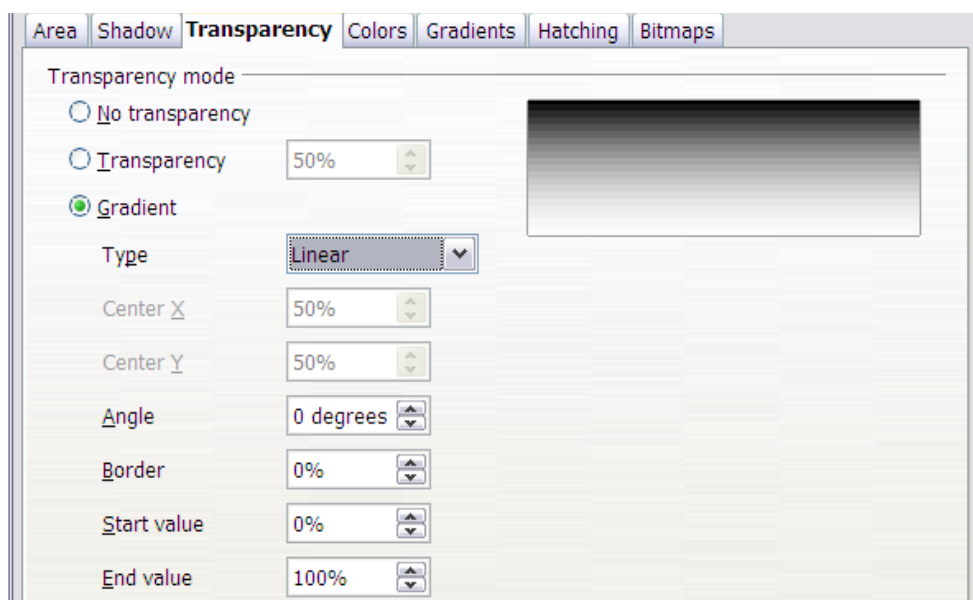 Area Shadow Transparency Colors Gradients Hatching Bitmaps
Transparency mode
No transparency
Transparency 50%
Gradient
Type Linear
Center X 50%
Center Y 50%
Angle 0 degrees
Border 0%
Start value 0%
End value 100%